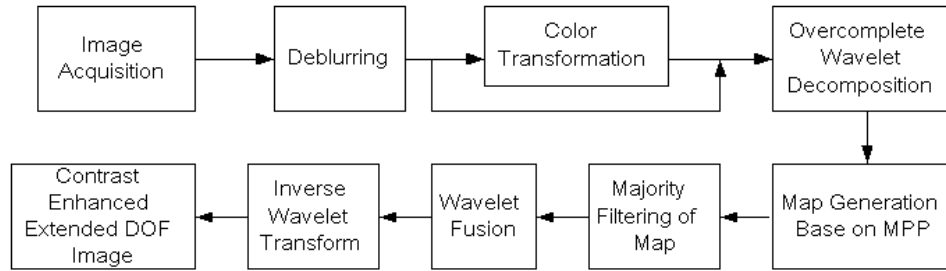 Image
Acquisition
Deblurring
Color
Transformation
Overcomplete
Wavelet
Decomposition
Contrast
Enhanced
Extended DOF
Image
Inverse
Wavelet
Transform
Wavelet
Fusion
Majority
Filtering of
Map
Map Generation
Base on MPP